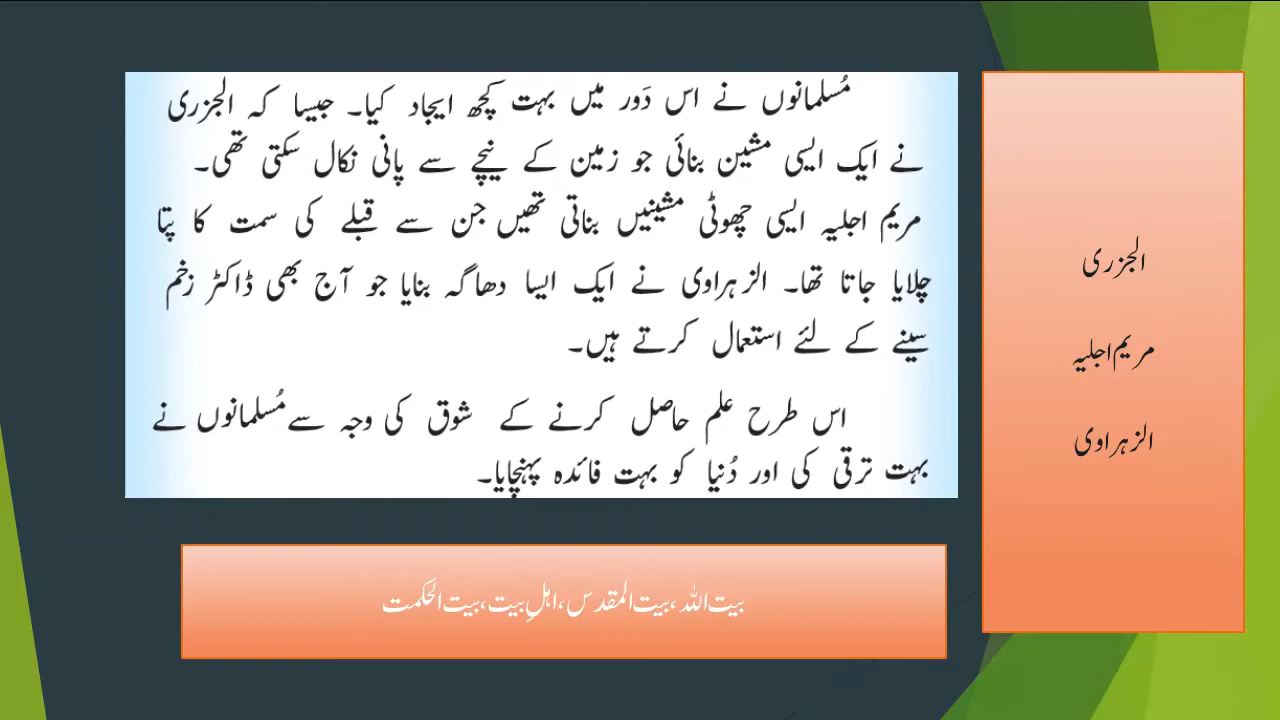 مُسلمانوں نے اس دَور میں بہت کچھ ایجاد کیا۔ جیسا کہ الجزری
نے ایک ایسی مشین بنائی جو زمین کے نیچے سے پانی نکال سکتی تھی۔
مریم اجلیہ ایسی چھوٹی مشینیں بناتی تھیں جن سے قبلے کی سمت کا پتا
چلایا جاتا تھا۔ الزہراوی نے ایک ایسا دھاگہ بنایا جو آج بھی ڈاکٹر زخم
سینے کے لئے استعمال کرتے ہیں۔
اس طرح علم حاصل کرنے کے شوق کی وجہ سے مُسلمانوں نے
بہت ترقی کی اور دُنیا کو بہت فائدہ پہنچایا۔
الجزری
مریم اجلیہ
الزہراوی
بیت اللہ، بیت المقدس، اہلِ بیت، بیت الحکمت